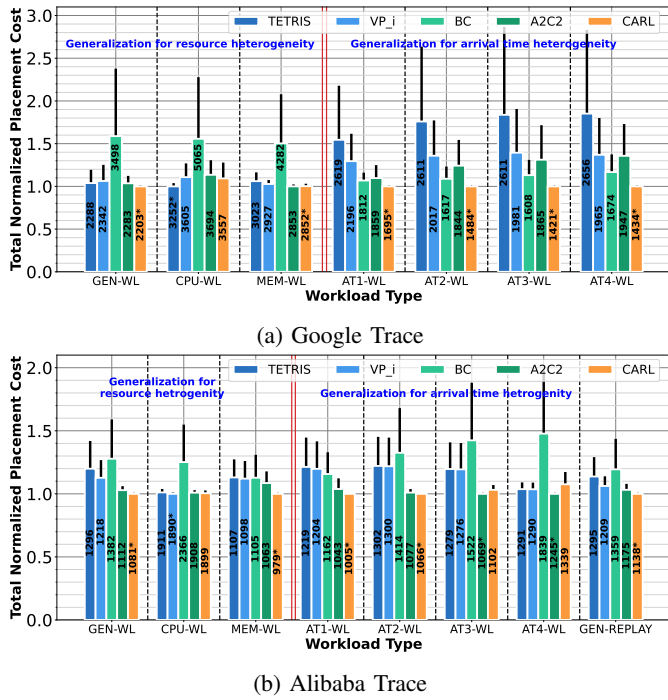 TETRIS VP_i BC A2C2 CARL
Generalization for resource heterogeneity
Generalization for arrival time heterogeneity
Total Normalized Placement Cost
3.0
2.5
2.0
1.5
1.0
0.5
0.0
2288 2342 3498 2283 2203*
3252* 3605 5065 3694 3557
3023 2927 4282 2853 2852*
2619 2196 1812 1859 1695*
2611 2017 1617 1844 1484*
2611 1981 1608 1865 1421*
2656 1965 1674 1947 1434*
GEN-WL CPU-WL MEM-WL AT1-WL AT2-WL AT3-WL AT4-WL
Workload Type
(a) Google Trace
TETRIS VP_i BC A2C2 CARL
Generalization for
resource hetrogenity
Generalization for arrival time hetrogeneity
Total Normalized Placement Cost
2.0
1.5
1.0
0.5
0.0
1296 1218 1382 1112 1081*
1911 1890* 2366 1908 1899
1107 1098 1105 1063 979*
1219 1204 1162 1043 1005*
1302 1300 1414 1077 1066*
1279 1276 1522 1069* 1102
1291 1290 1839 1245* 1339
1295 1209 1359 1175 1138*
GEN-WL CPU-WL MEM-WL AT1-WL AT2-WL AT3-WL AT4-WL GEN-REPLAY
Workload Type
(b) Alibaba Trace